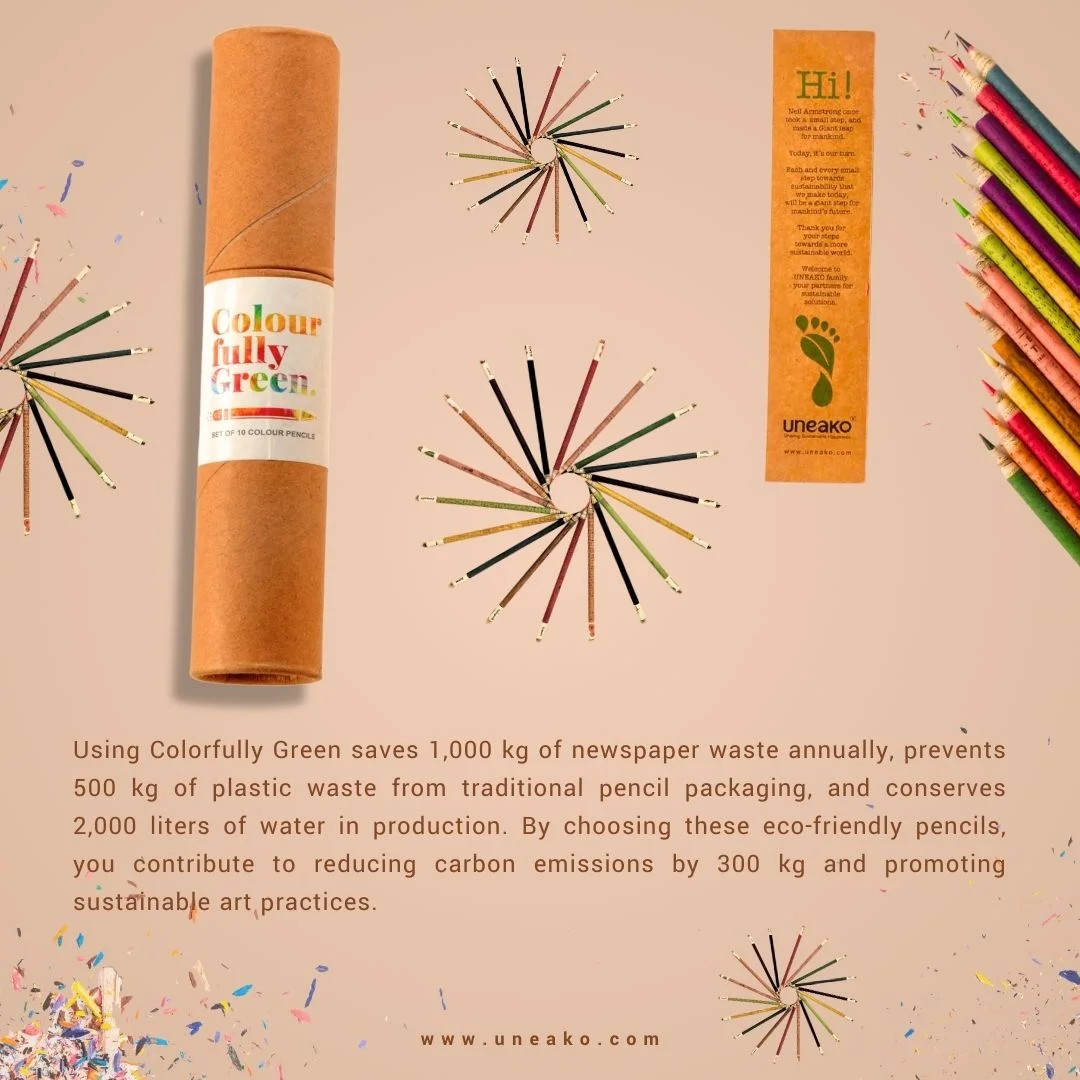 Colour
fully
Green.
SET OF 10 COLOUR PENCILS
Hi!
Neil Armstrong once
took a small step, and
made a Giant leap
for mankind.
Today, it's our turn.
Each and every small
step towards
sustainability that
we make today,
will be a giant step for
mankind's future.
Thank you for
your steps
towards a more
sustainable world.
Welcome to
UNEAKO family
- your partners for
sustainable
solutions.
uneako
Sharing Sustainable Happiness
www.uneako.com
Using Colorfully Green saves 1,000 kg of newspaper waste annually, prevents
500 kg of plastic waste from traditional pencil packaging, and conserves
2,000 liters of water in production. By choosing these eco-friendly pencils,
you contribute to reducing carbon emissions by 300 kg and promoting
sustainable art practices.
www.uneako.com